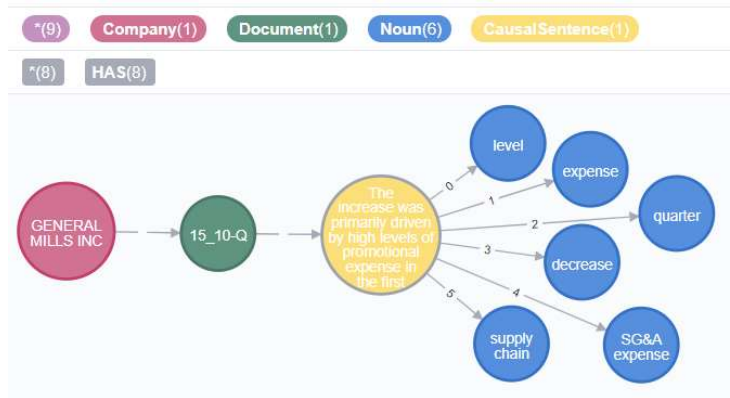 *(9) Company(1) Document(1) Noun(6) CausalSentence(1)
*(8) HAS(8)
GENERAL
MILLS INC
15_10-Q
The
increase was
primarily driven
by high levels of
promotional
expense in
the first
0
level
1
expense
2
quarter
3
decrease
4
SG&A
expense
5
supply
chain